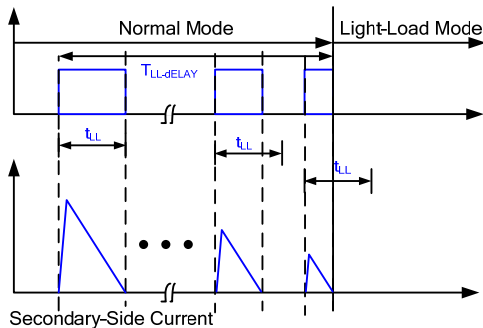 Normal Mode
Light-Load Mode
TLL-dELAY
tLL
tLL
tLL
Secondary-Side Current